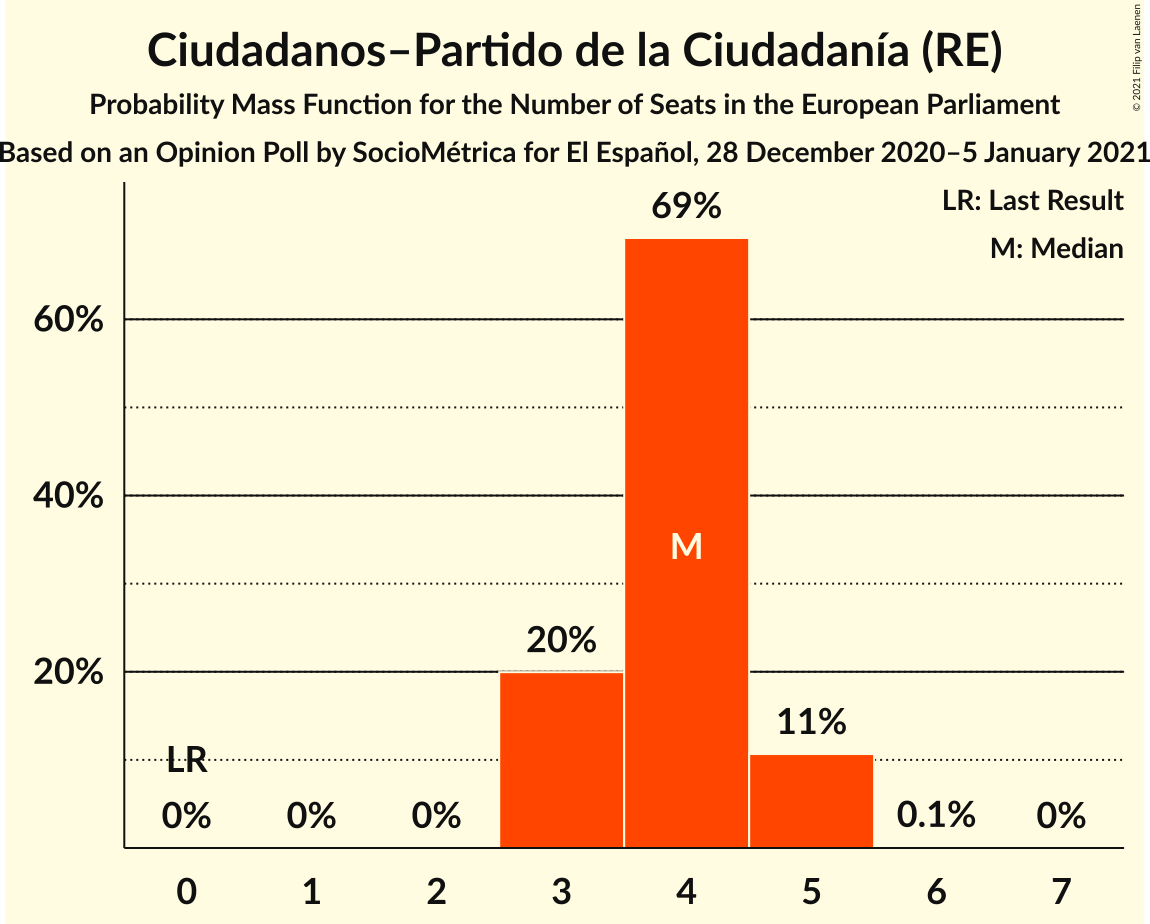 Ciudadanos–Partido de la Ciudadanía (RE)
Probability Mass Function for the Number of Seats in the European Parliament
Based on an Opinion Poll by SocioMétrica for El Español, 28 December 2020–5 January 2021
© 2021 Filip van Laenen
LR: Last Result
M: Median
69%
60%
40%
M
20%
20%
11%
LR
0% 0% 0% 0.1% 0%
0 1 2 3 4 5 6 7